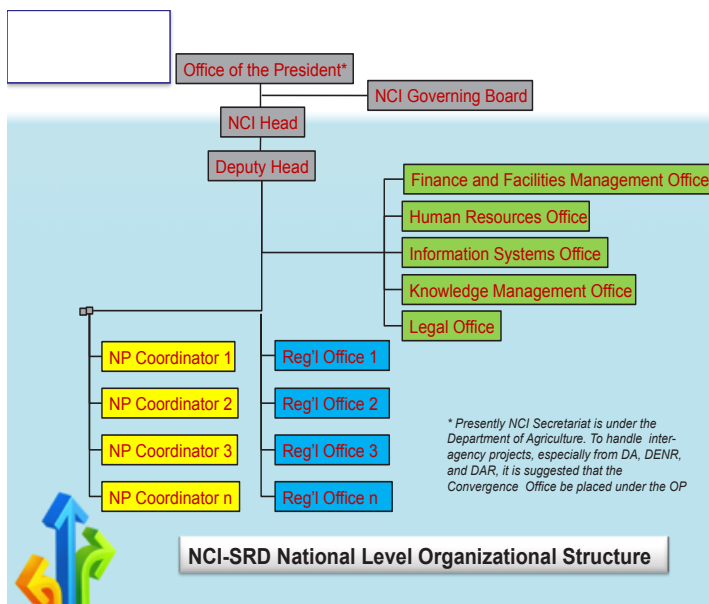 Office of the President*
NCI Governing Board
NCI Head
Deputy Head
Finance and Facilities Management Office
Human Resources Office
Information Systems Office
Knowledge Management Office
Legal Office
NP Coordinator 1
NP Coordinator 2
NP Coordinator 3
NP Coordinator n
Reg'l Office 1
Reg'l Office 2
Reg'l Office 3
Reg'l Office n
* Presently NCI Secretariat is under the
Department of Agriculture. To handle inter-
agency projects, especially from DA, DENR,
and DAR, it is suggested that the
Convergence Office be placed under the OP
NCI-SRD National Level Organizational Structure